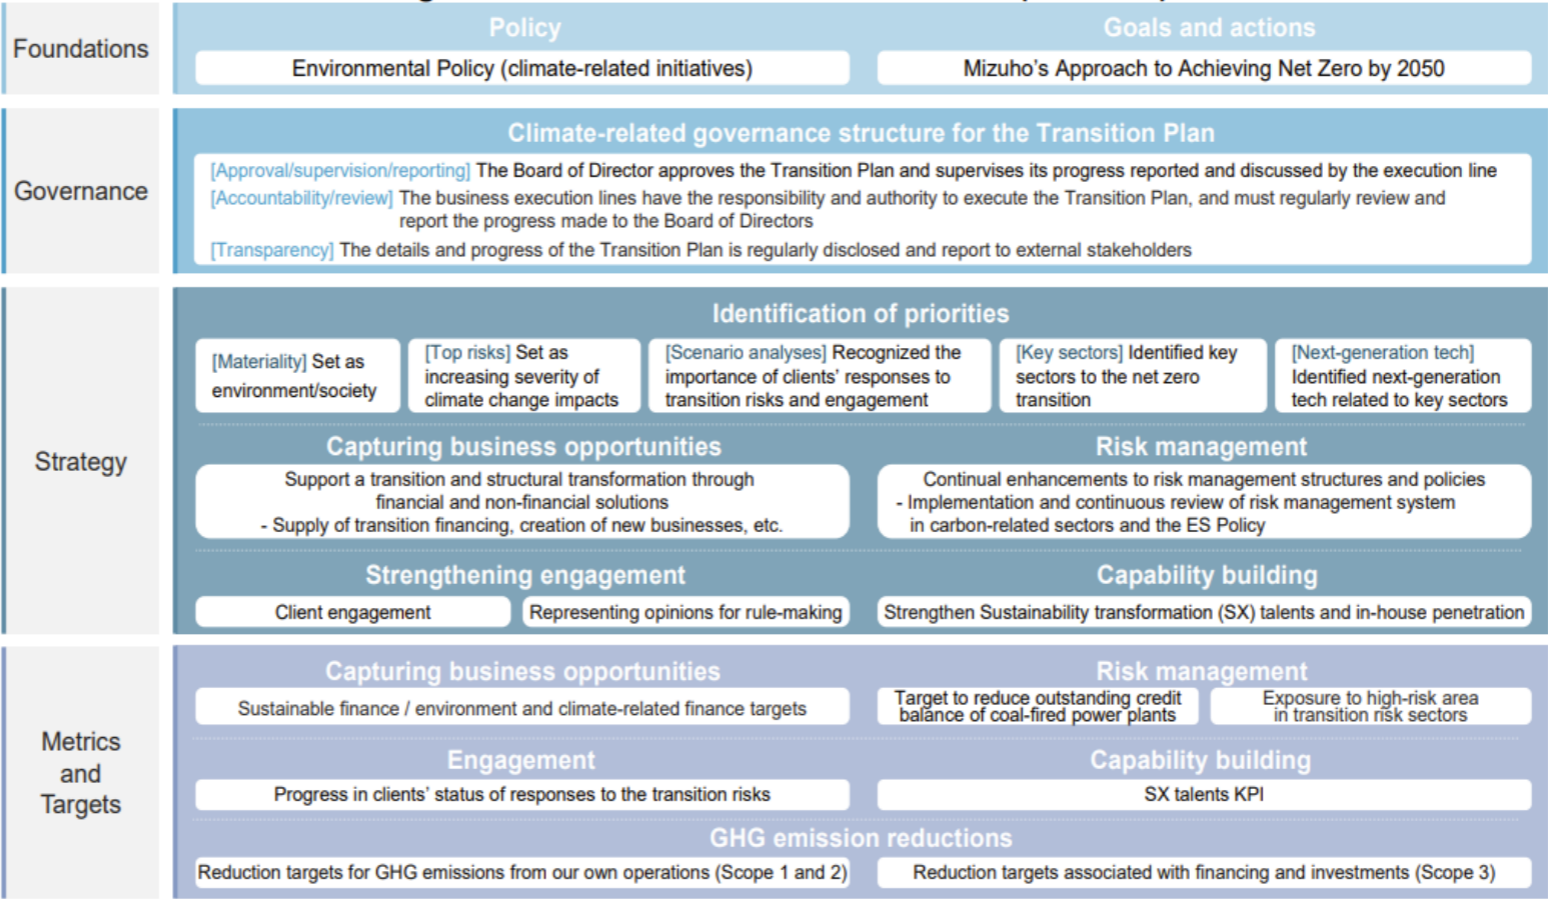 Foundations
Policy
Goals and actions
Environmental Policy (climate-related initiatives)
Mizuho's Approach to Achieving Net Zero by 2050
Governance
Climate-related governance structure for the Transition Plan
[Approval/supervision/reporting] The Board of Director approves the Transition Plan and supervises its progress reported and discussed by the execution line
[Accountability/review] The business execution lines have the responsibility and authority to execute the Transition Plan, and must regularly review and
report the progress made to the Board of Directors
[Transparency] The details and progress of the Transition Plan is regularly disclosed and report to external stakeholders
Strategy
Identification of priorities
[Materiality] Set as
environment/society
[Top risks] Set as
increasing severity of
climate change impacts
[Scenario analyses] Recognized the
importance of clients' responses to
transition risks and engagement
[Key sectors] Identified key
sectors to the net zero
transition
[Next-generation tech]
Identified next-generation
tech related to key sectors
Capturing business opportunities
Support a transition and structural transformation through
financial and non-financial solutions
- Supply of transition financing, creation of new businesses, etc.
Risk management
Continual enhancements to risk management structures and policies
- Implementation and continuous review of risk management system
in carbon-related sectors and the ES Policy
Strengthening engagement
Client engagement
Representing opinions for rule-making
Capability building
Strengthen Sustainability transformation (SX) talents and in-house penetration
Metrics
and
Targets
Capturing business opportunities
Sustainable finance / environment and climate-related finance targets
Risk management
Target to reduce outstanding credit
balance of coal-fired power plants
Exposure to high-risk area
in transition risk sectors
Engagement
Progress in clients' status of responses to the transition risks
Capability building
SX talents KPI
GHG emission reductions
Reduction targets for GHG emissions from our own operations (Scope 1 and 2)
Reduction targets associated with financing and investments (Scope 3)